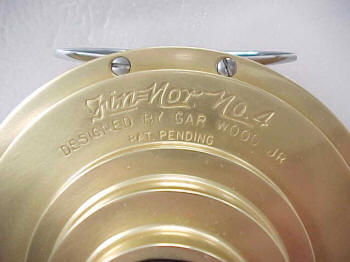 Fin-Nor No. 4
DESIGNED BY GAR WOOD JR
PAT. PENDING